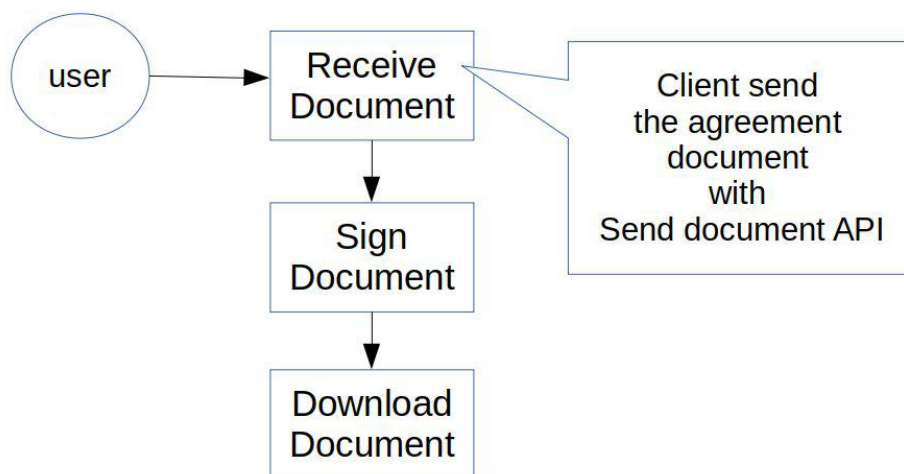 user
Receive
Document
Client send
the agreement
document
with
Send document API
Sign
Document
Download
Document